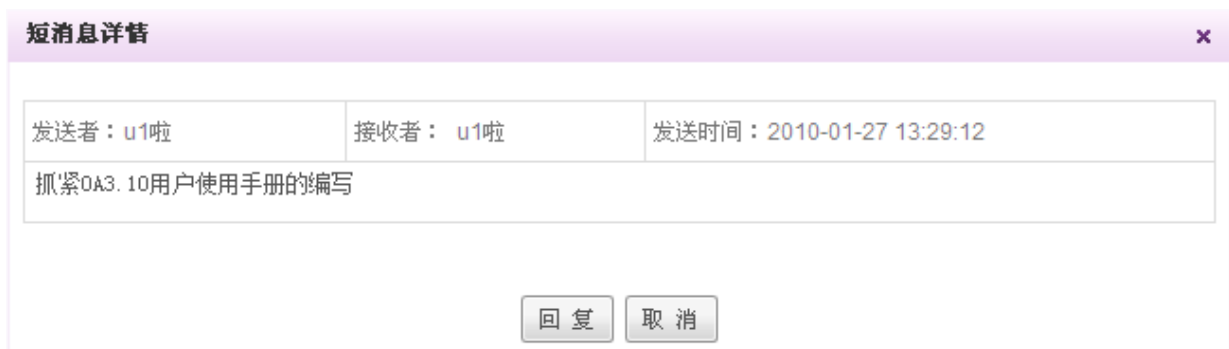 短消息详情
发送者：u1啦 接收者： u1啦 发送时间：2010-01-27 13:29:12
抓紧OA3.10用户使用手册的编写
回 复 取 消